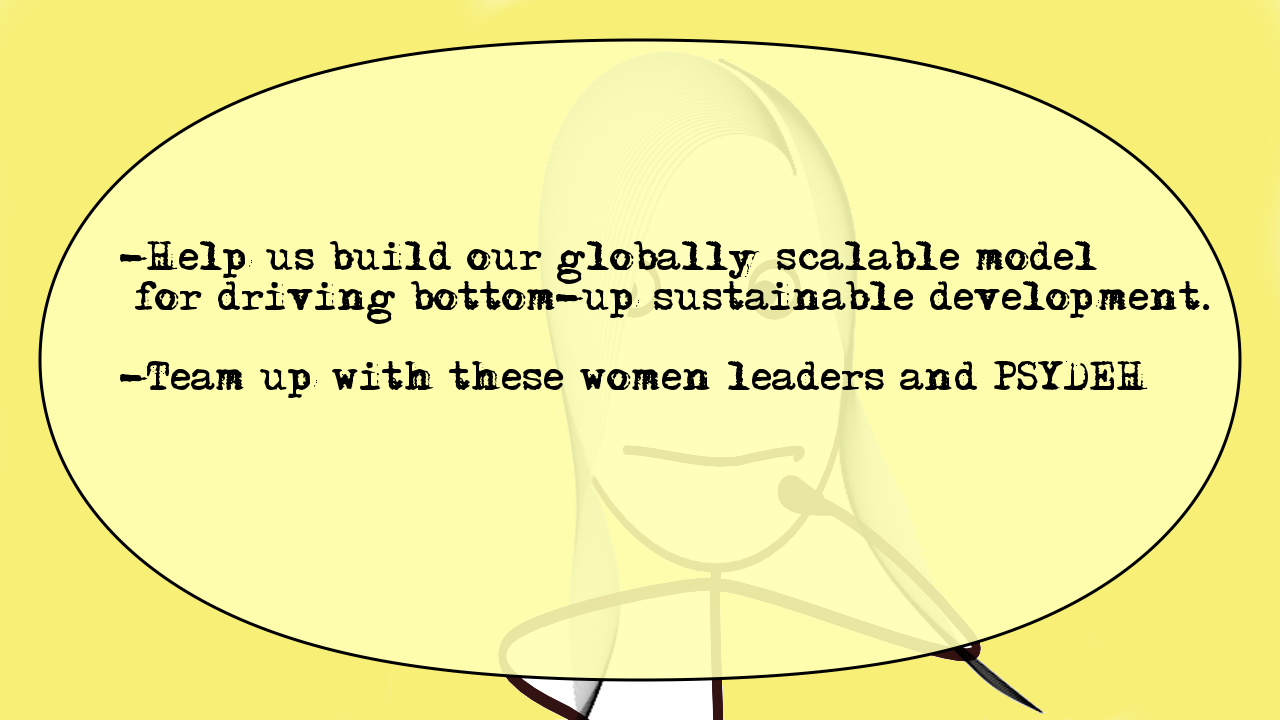 -Help us build our globally scalable model
for driving bottom-up sustainable development.
-Team up with these women leaders and PSYDEH